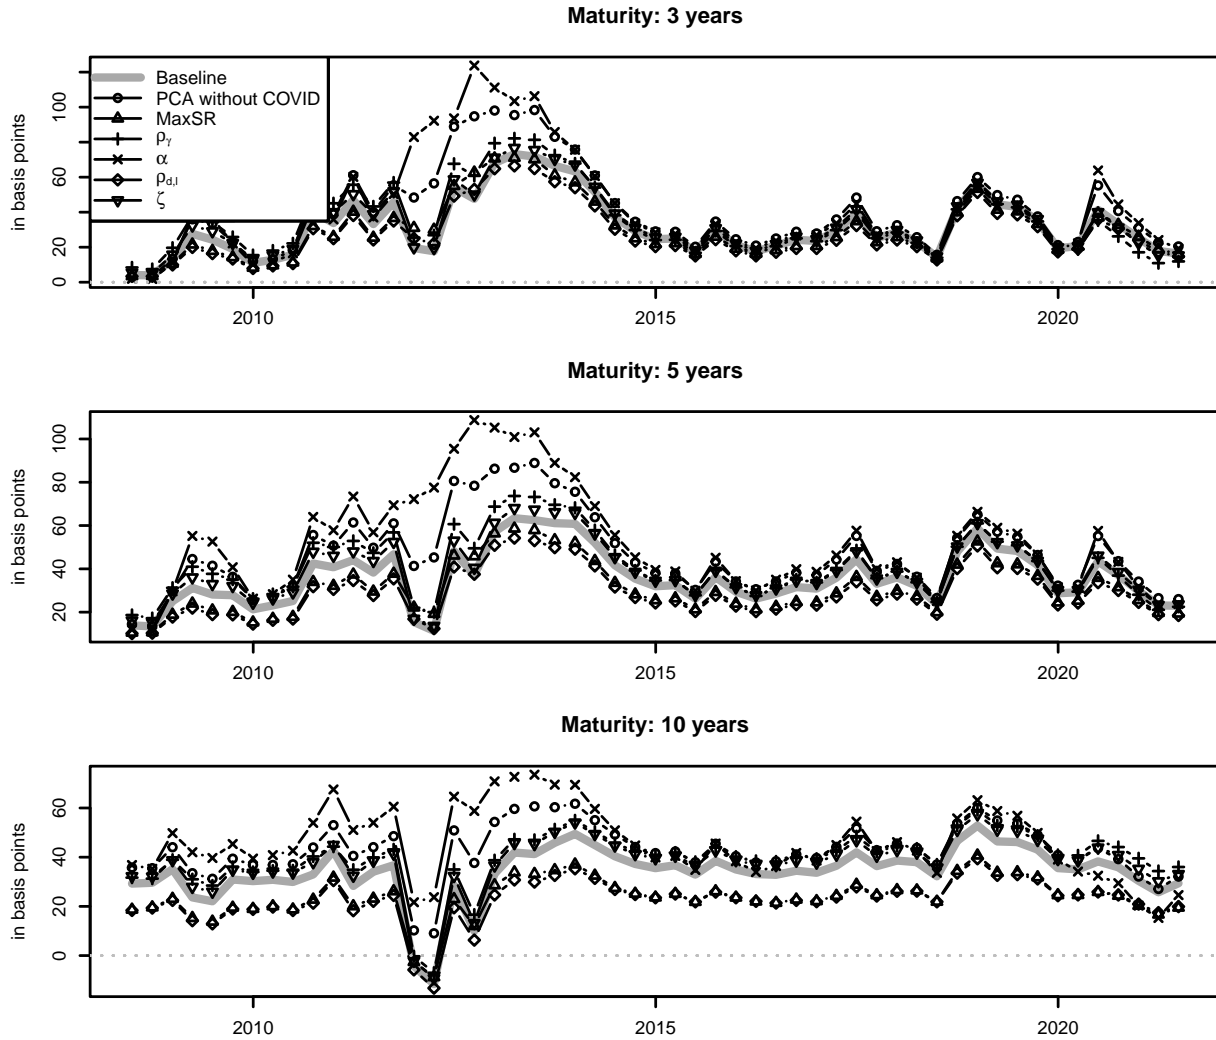 Maturity: 3 years
in basis points
0
20
60
100
Baseline
PCA without COVID
MaxSR
ργ
α
ρd,l
ζ
2010
2015
2020
Maturity: 5 years
in basis points
20
40
60
80
100
2010
2015
2020
Maturity: 10 years
in basis points
0
20
40
60
2010
2015
2020